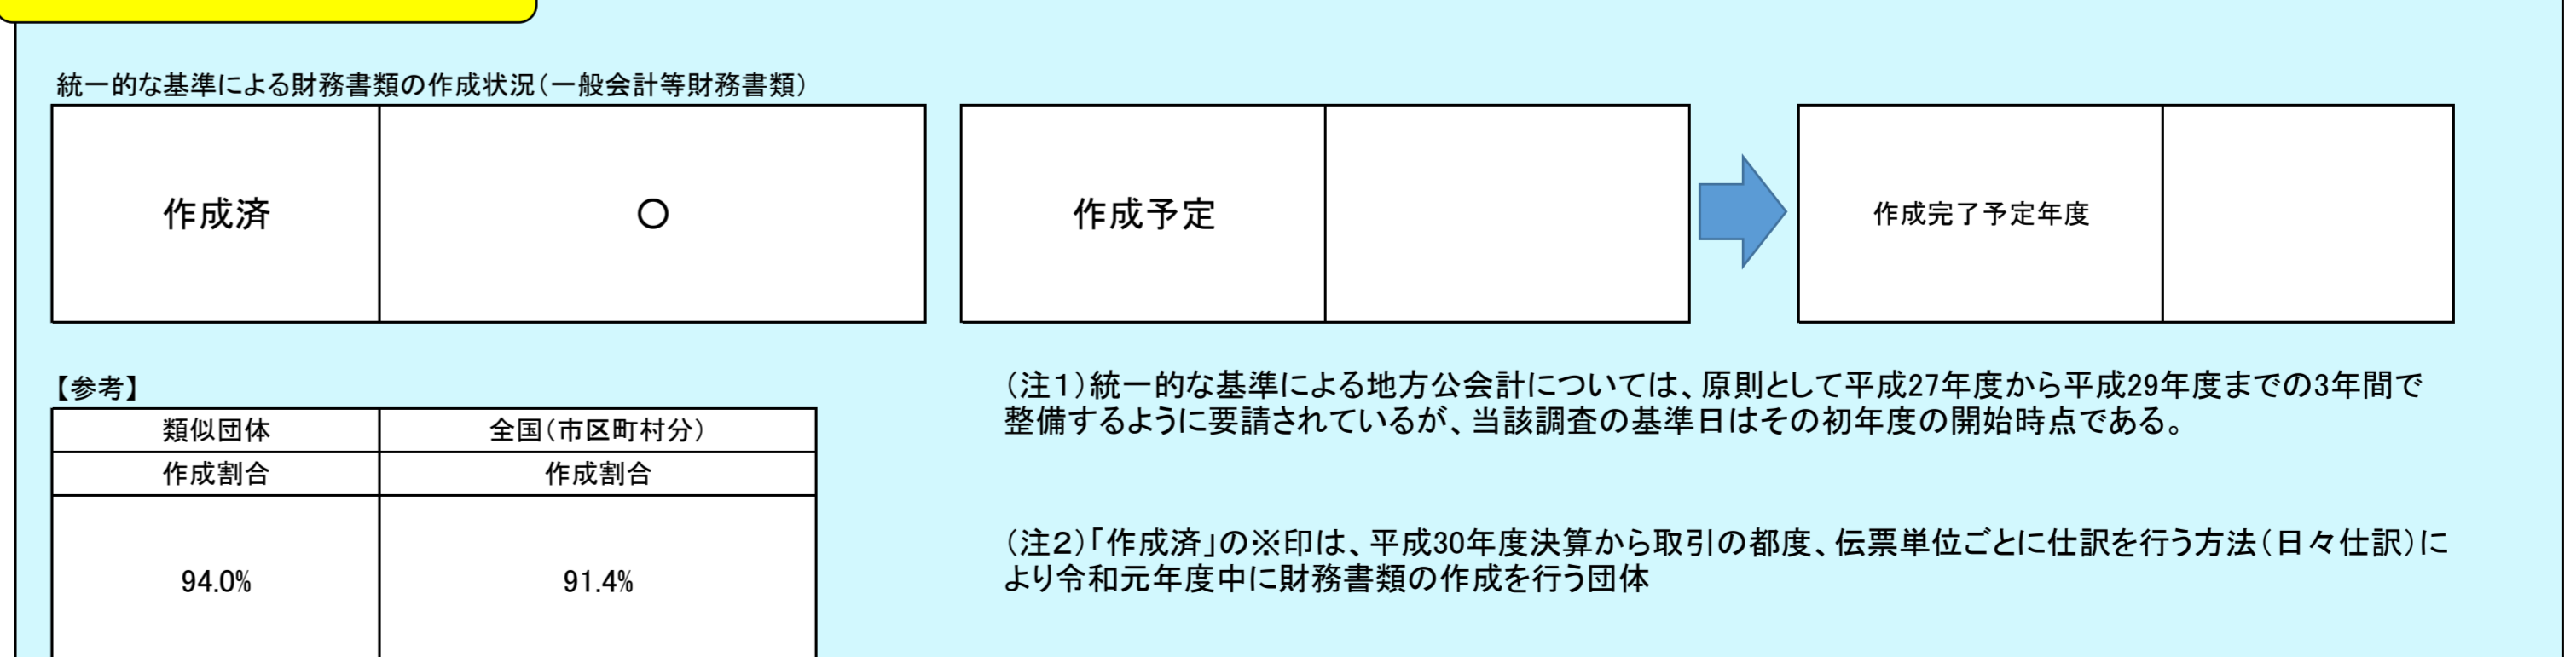 統一的な基準による財務書類の作成状況（一般会計等財務書類）
作成済
○
作成予定
作成完了予定年度
【参考】
類似団体
全国（市区町村分）
作成割合
作成割合
94.0%
91.4%
（注１）統一的な基準による地方公会計については、原則として平成27年度から平成29年度までの3年間で
整備するように要請されているが、当該調査の基準日はその初年度の開始時点である。
（注２）「作成済」の※印は、平成30年度決算から取引の都度、伝票単位ごとに仕訳を行う方法（日々仕訳）に
より令和元年度中に財務書類の作成を行う団体